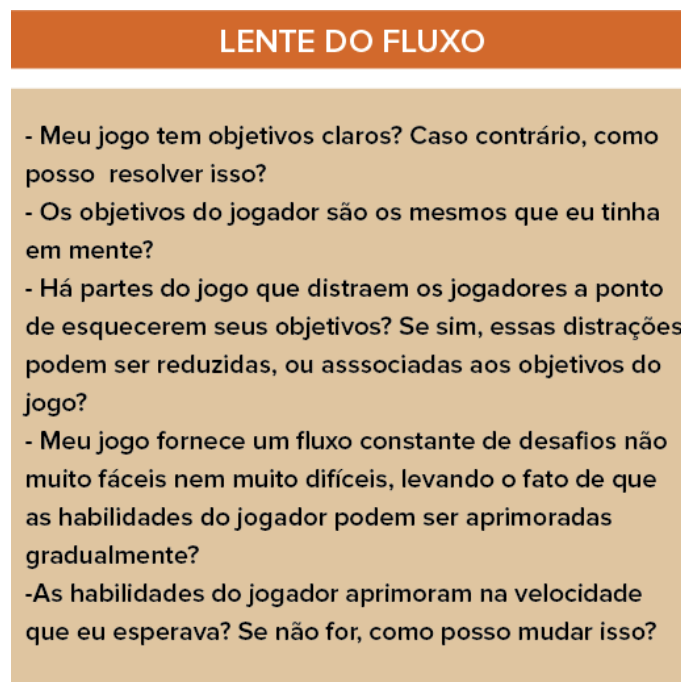 LENTE DO FLUXO
- Meu jogo tem objetivos claros? Caso contrário, como
posso resolver isso?
- Os objetivos do jogador são os mesmos que eu tinha
em mente?
- Há partes do jogo que distraem os jogadores a ponto
de esquecerem seus objetivos? Se sim, essas distrações
podem ser reduzidas, ou asssociadas aos objetivos do
jogo?
- Meu jogo fornece um fluxo constante de desafios não
muito fáceis nem muito difíceis, levando o fato de que
as habilidades do jogador podem ser aprimoradas
gradualmente?
-As habilidades do jogador aprimoram na velocidade
que eu esperava? Se não for, como posso mudar isso?